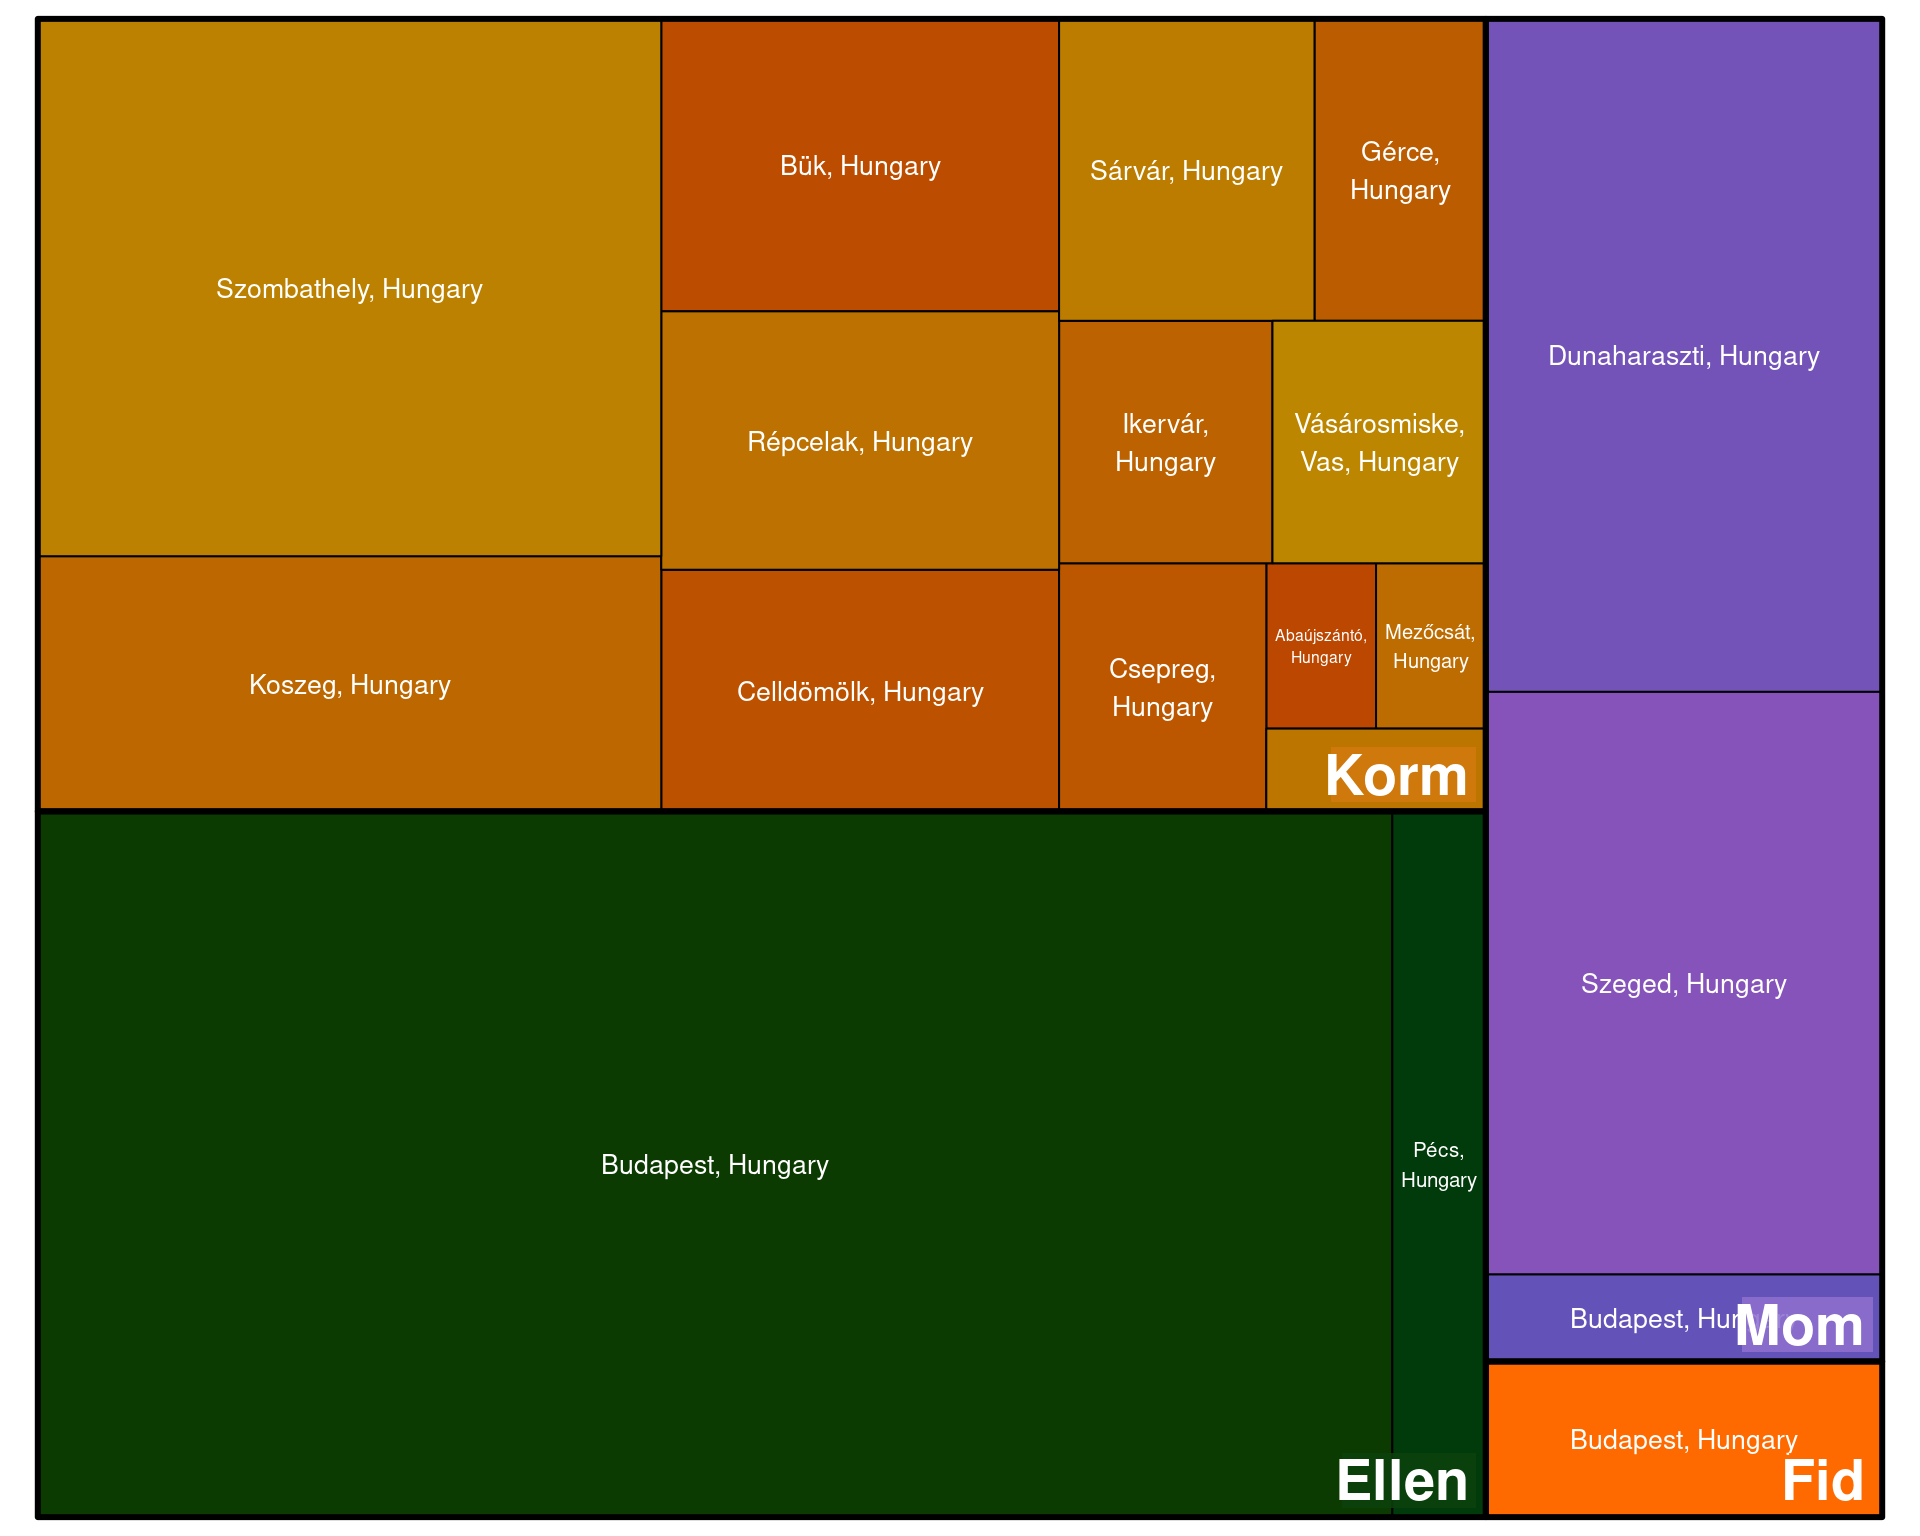 Szombathely, Hungary
Bük, Hungary
Sárvár, Hungary
Gérce,
Hungary
Dunaharaszti, Hungary
Répcelak, Hungary
Ikervár,
Hungary
Vásárosmiske,
Vas, Hungary
Koszeg, Hungary
Celldömölk, Hungary
Csepreg,
Hungary
Abaújszántó,
Hungary
Mezőcsát,
Hungary
Korm
Szeged, Hungary
Budapest, Hungary
Pécs,
Hungary
Ellen
Budapest,
Mom
Budapest, Hungary
Fid